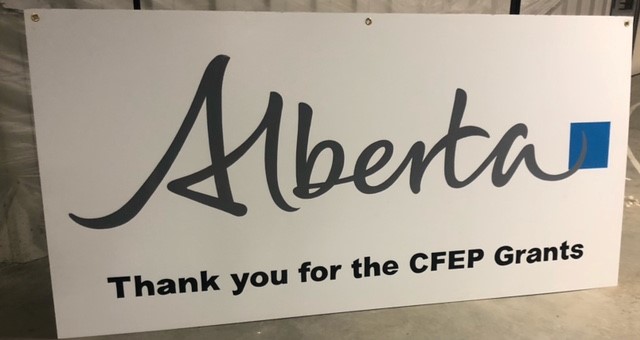 Alberta
Thank you for the CFEP Grants